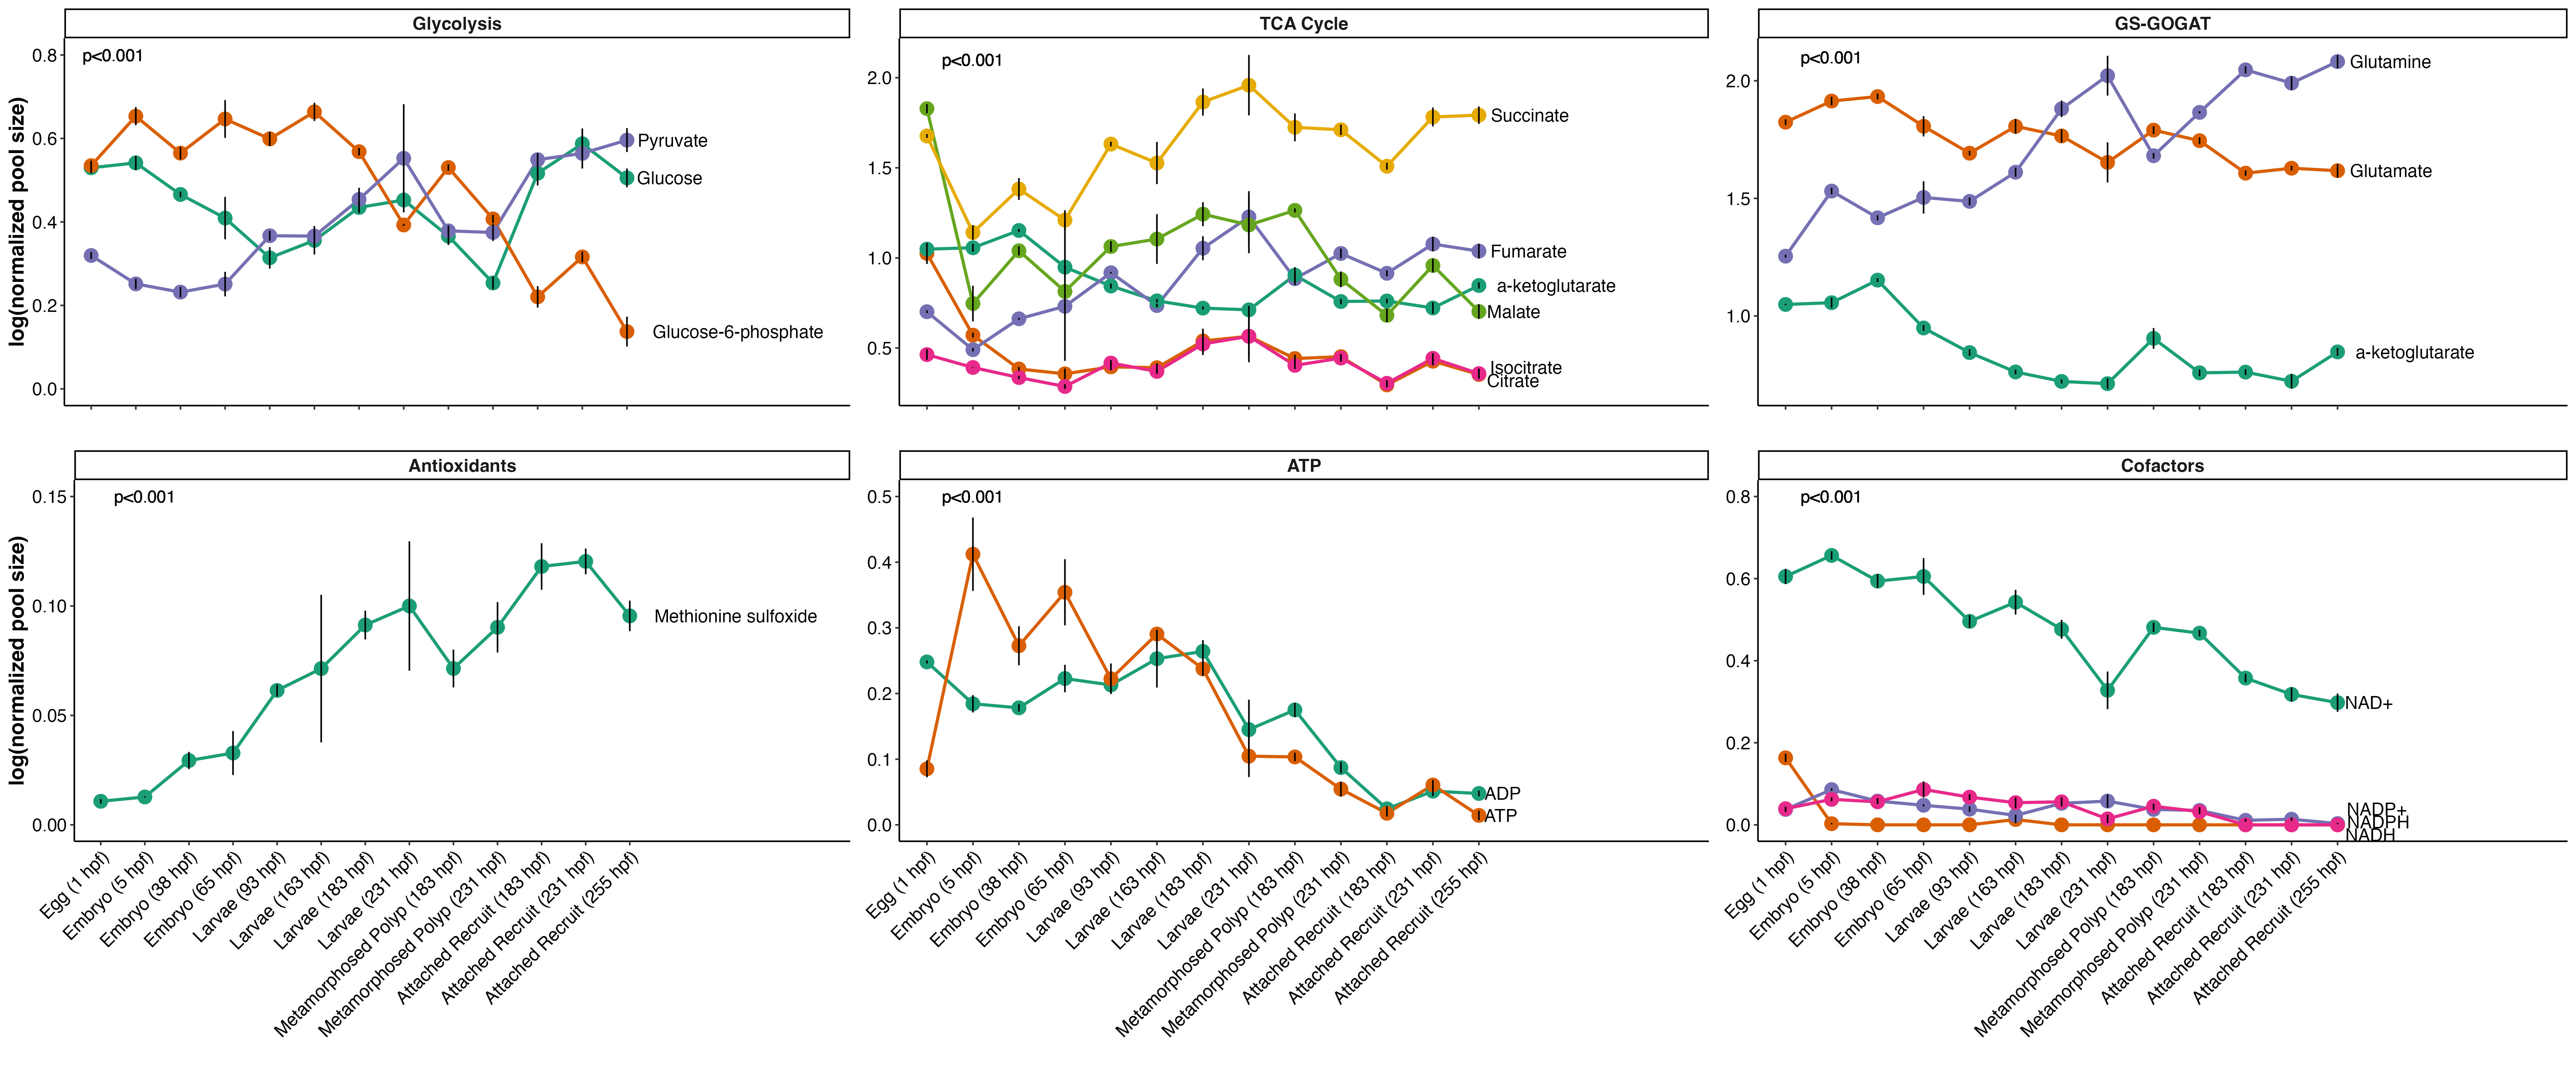 Glycolysis
TCA Cycle
GS-GOGAT
log(normalized pool size)
0.8
0.6
0.4
0.2
0.0
p<0.001
Pyruvate
Glucose
Glucose-6-phosphate
2.0
1.5
1.0
0.5
p<0.001
Succinate
Fumarate
a-ketoglutarate
Malate
Isocitrate
Citrate
2.0
1.5
1.0
p<0.001
Glutamine
Glutamate
a-ketoglutarate
Antioxidants
ATP
Cofactors
log(normalized pool size)
0.15
0.10
0.05
0.00
p<0.001
Methionine sulfoxide
Egg (1 hpf)
Embryo (5 hpf)
Embryo (38 hpf)
Embryo (65 hpf)
Larvae (93 hpf)
Larvae (163 hpf)
Larvae (183 hpf)
Larvae (231 hpf)
Metamorphosed Polyp (183 hpf)
Metamorphosed Polyp (231 hpf)
Attached Recruit (183 hpf)
Attached Recruit (231 hpf)
Attached Recruit (255 hpf)
0.5
0.4
0.3
0.2
0.1
0.0
p<0.001
ADP
ATP
Egg (1 hpf)
Embryo (5 hpf)
Embryo (38 hpf)
Embryo (65 hpf)
Larvae (93 hpf)
Larvae (163 hpf)
Larvae (183 hpf)
Larvae (231 hpf)
Metamorphosed Polyp (183 hpf)
Metamorphosed Polyp (231 hpf)
Attached Recruit (183 hpf)
Attached Recruit (231 hpf)
Attached Recruit (255 hpf)
0.8
0.6
0.4
0.2
0.0
p<0.001
NAD+
NADP+
NADPH
NADH
Egg (1 hpf)
Embryo (5 hpf)
Embryo (38 hpf)
Embryo (65 hpf)
Larvae (93 hpf)
Larvae (163 hpf)
Larvae (183 hpf)
Larvae (231 hpf)
Metamorphosed Polyp (183 hpf)
Metamorphosed Polyp (231 hpf)
Attached Recruit (183 hpf)
Attached Recruit (231 hpf)
Attached Recruit (255 hpf)